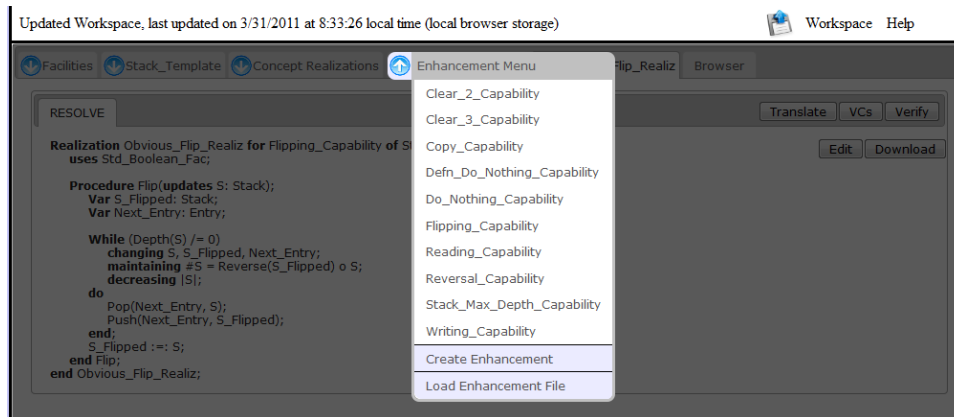 Updated Workspace, last updated on 3/31/2011 at 8:33:26 local time (local browser storage)
Workspace Help
Facilities Stack_Template Concept Realizations Enhancement Menu Flip_Realiz Browser
RESOLVE
Translate VCs Verify
Edit Download
Realization Obvious_Flip_Realiz for Flipping_Capability of
uses Std_Boolean_Fac;
Procedure Flip(updates S: Stack);
Var S_Flipped: Stack;
Var Next_Entry: Entry;
While (Depth(S) /= 0)
changing S, S_Flipped, Next_Entry;
maintaining #S = Reverse(S_Flipped) o S;
decreasing |S|;
do
Pop(Next_Entry, S);
Push(Next_Entry, S_Flipped);
end;
S_Flipped :=: S;
end Flip;
end Obvious_Flip_Realiz;
Clear_2_Capability
Clear_3_Capability
Copy_Capability
Defn_Do_Nothing_Capability
Do_Nothing_Capability
Flipping_Capability
Reading_Capability
Reversal_Capability
Stack_Max_Depth_Capability
Writing_Capability
Create Enhancement
Load Enhancement File